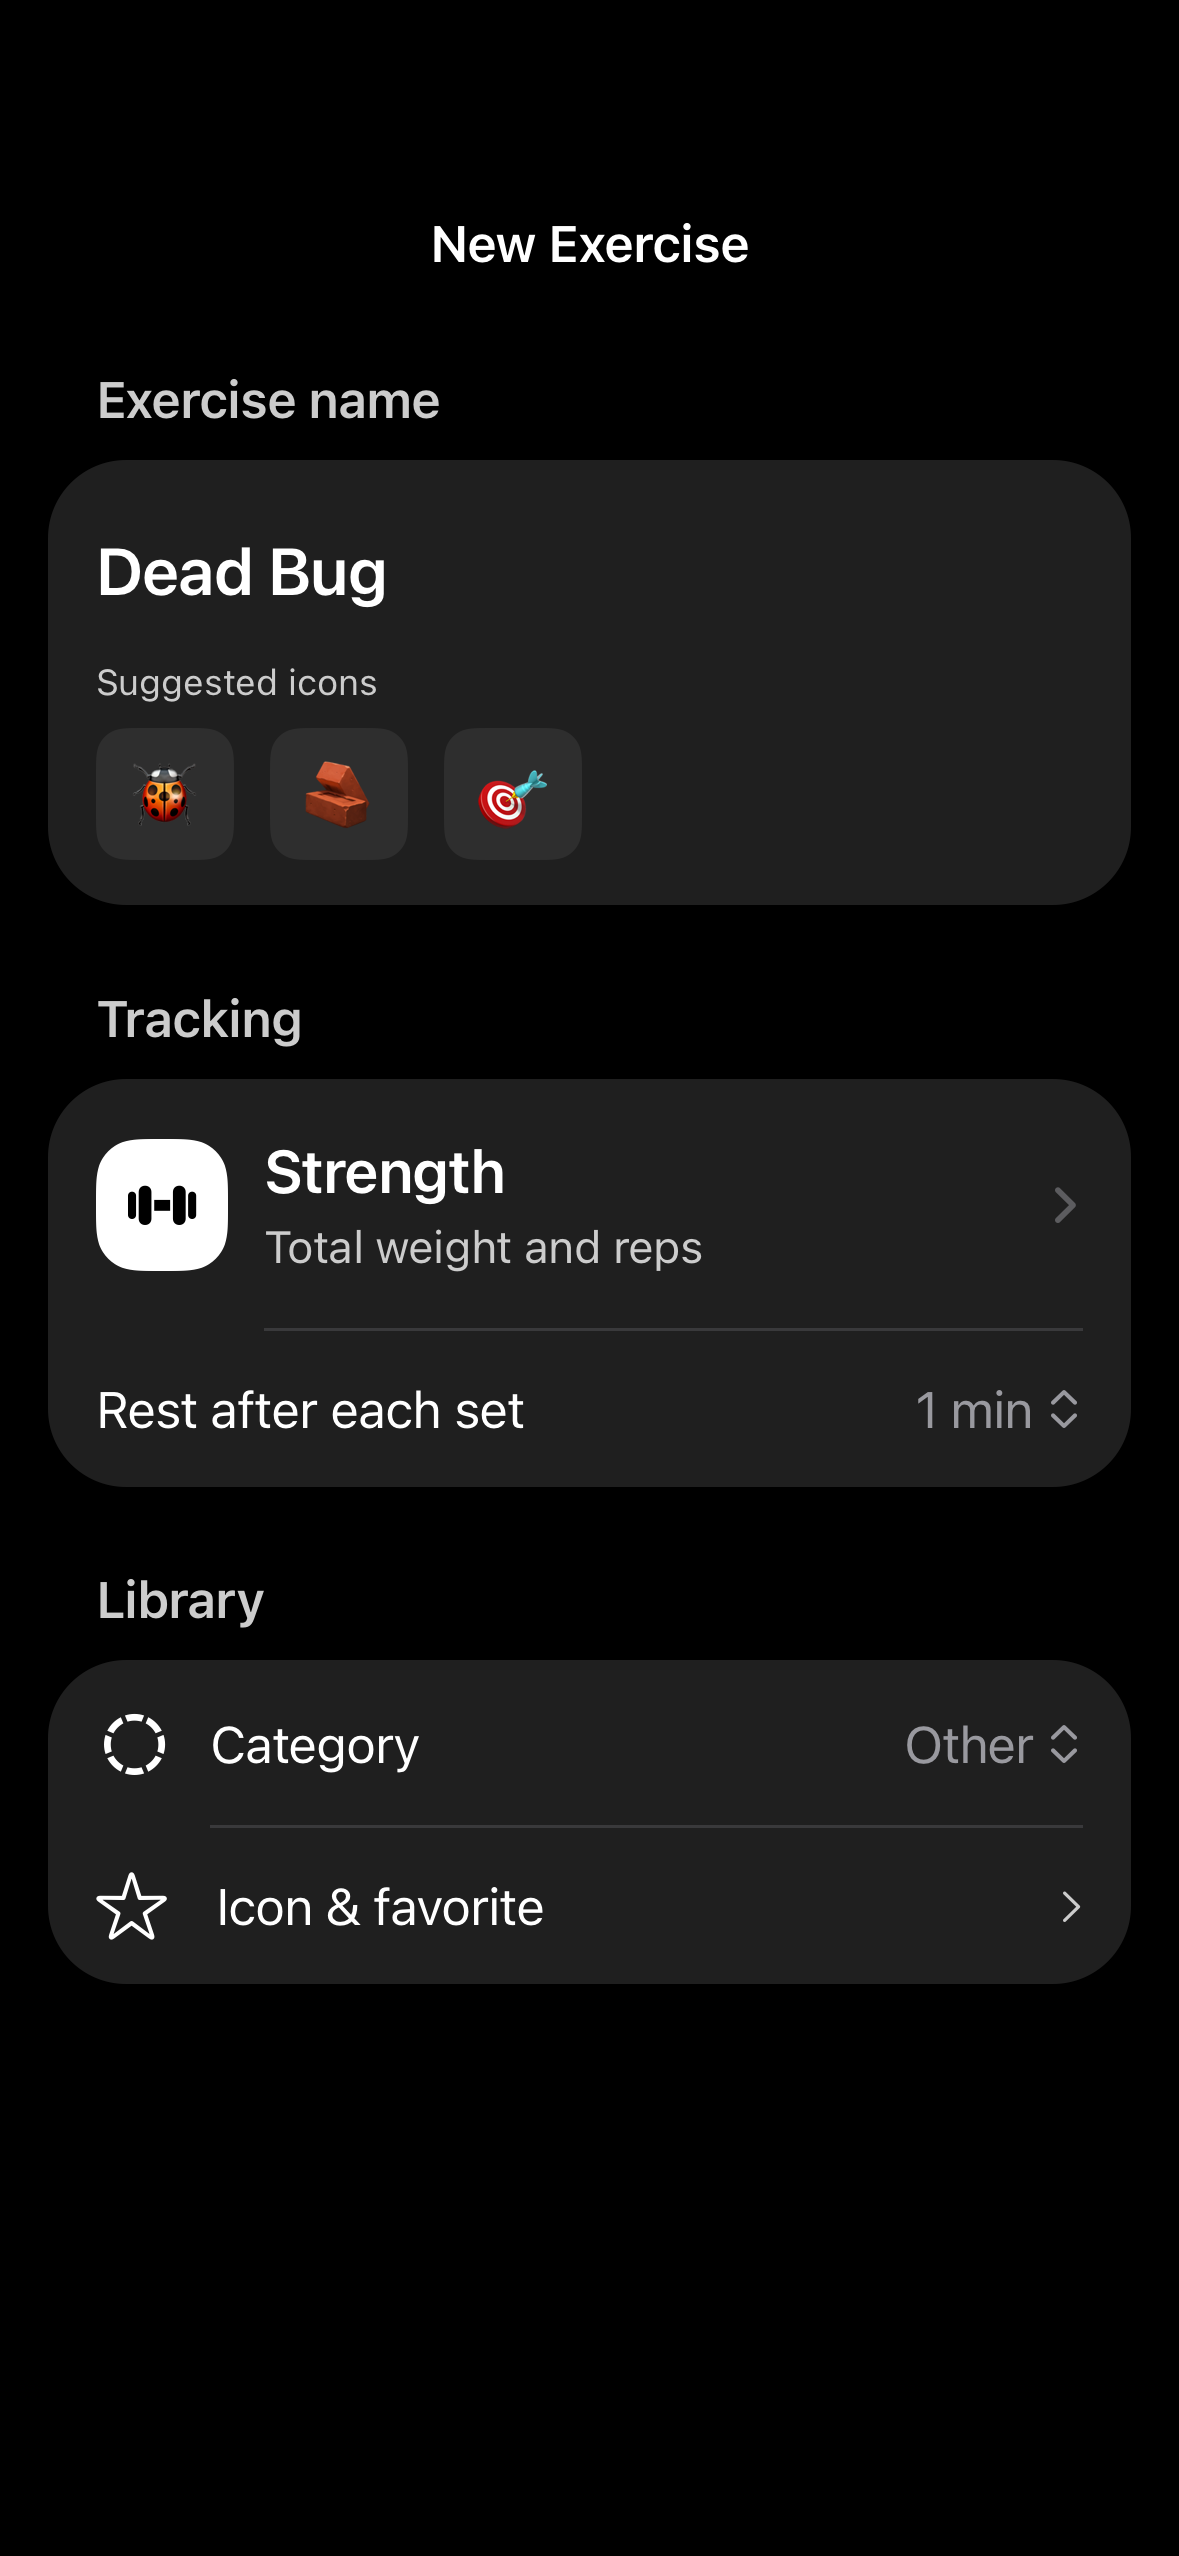 New Exercise
Exercise name
Dead Bug
Suggested icons
Tracking
Strength
Total weight and reps
Rest after each set 1 min
Library
Category Other
Icon & favorite